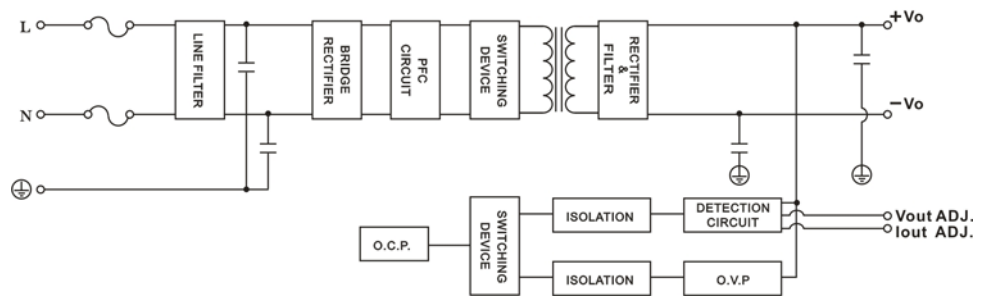 L
N
LINE FILTER
BRIDGE
RECTIFIER
PFC
CIRCUIT
SWITCHING
DEVICE
RECTIFIER
&
FILTER
+Vo
−Vo
O.C.P.
SWITCHING
DEVICE
ISOLATION
DETECTION
CIRCUIT
Vout ADJ.
Iout ADJ.
ISOLATION
O.V.P